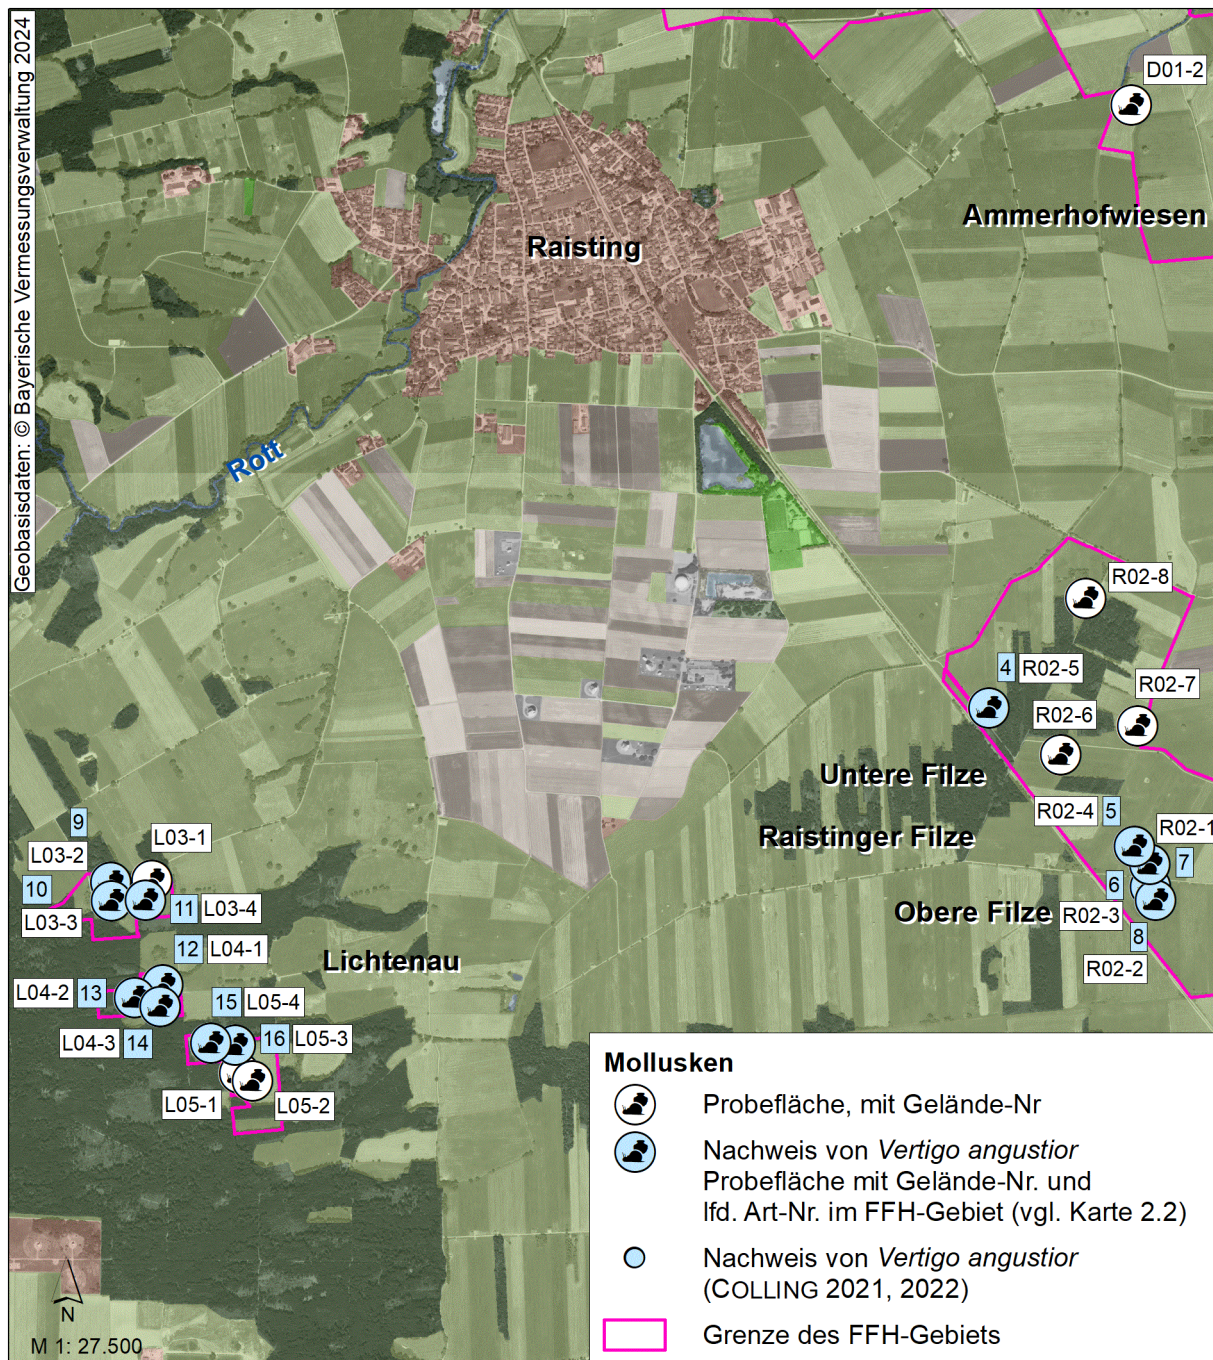 Geobasisdaten: © Bayerische Vermessungsverwaltung 2024
D01-2
Ammerhofwiesen
Raisting
Rott
R02-8
4 R02-5
R02-7
R02-6
Untere Filze
R02-4 5
Raistinger Filze
R02-1
7
6
Obere Filze
R02-3
8
R02-2
9
L03-1
L03-2
10
11 L03-4
L03-3
12 L04-1
Lichtenau
L04-2 13
15 L05-4
L04-3 14
16 L05-3
L05-1
L05-2
Mollusken
Probefläche, mit Gelände-Nr
Nachweis von Vertigo angustior
Probefläche mit Gelände-Nr. und
lfd. Art-Nr. im FFH-Gebiet (vgl. Karte 2.2)
Nachweis von Vertigo angustior
(COLLING 2021, 2022)
Grenze des FFH-Gebiets
N
M 1: 27.500